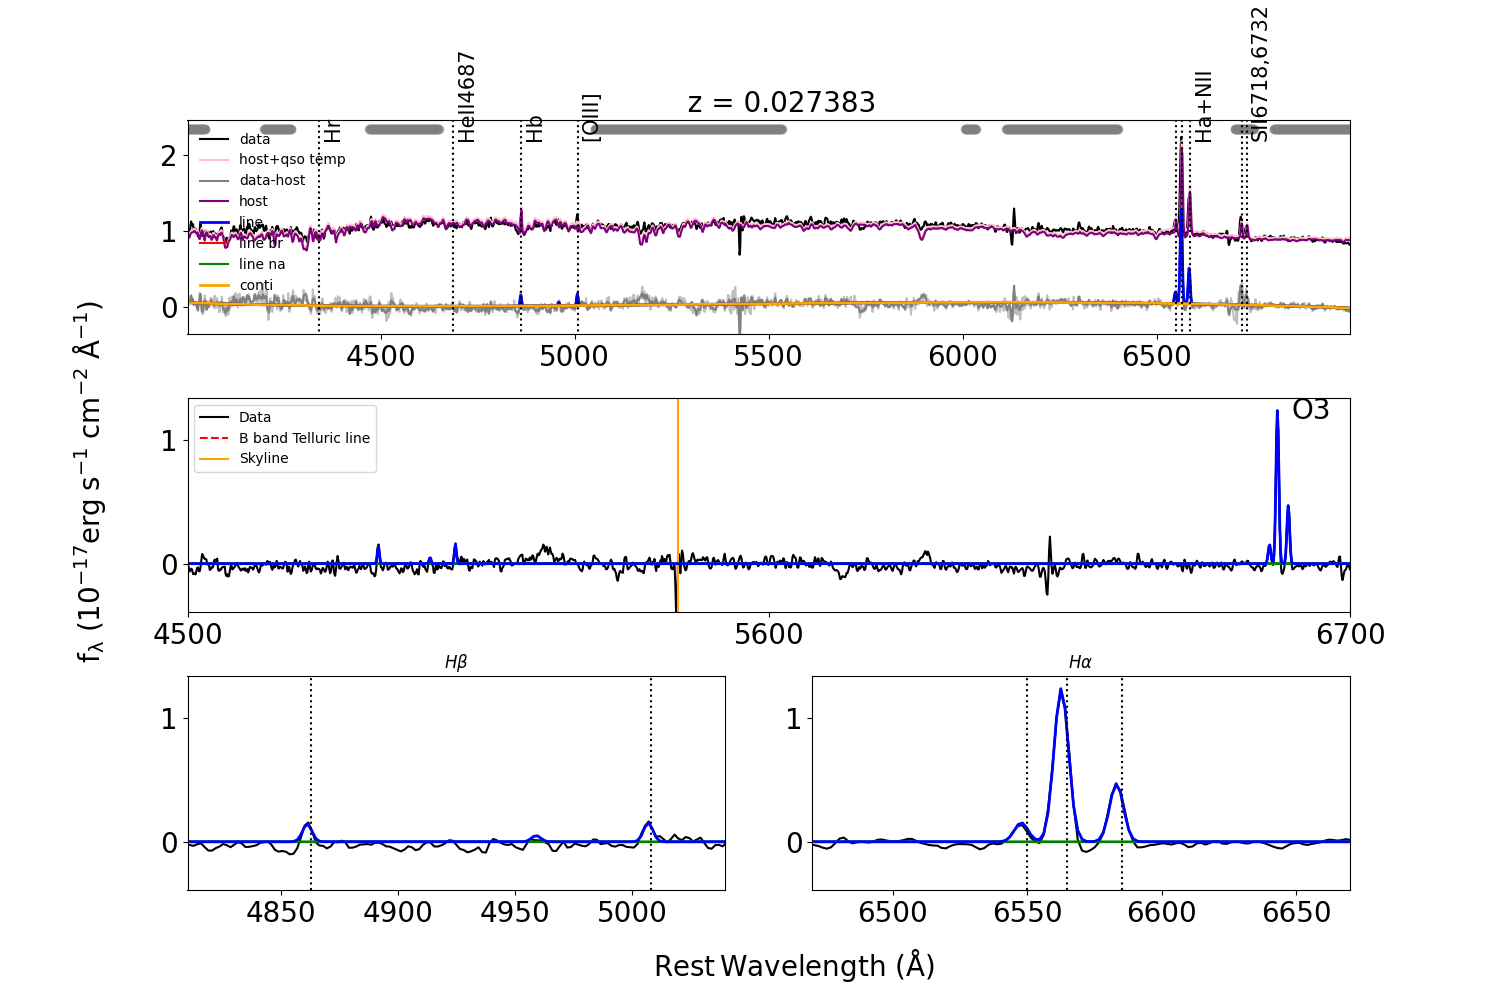 z = 0.027383
Hr
HeII4687
Hb
[OIII]
Ha+NII
SII6718,6732
data
host+qso temp
data-host
host
line
line br
line na
conti
2
1
0
4500 5000 5500 6000 6500
Data
B band Telluric line
Skyline
O3
1
0
4500 5600 6700
fλ (10⁻¹⁷erg s⁻¹ cm⁻² Å⁻¹)
Hβ
1
0
4850 4900 4950 5000
Hα
1
0
6500 6550 6600 6650
Rest Wavelength (Å)